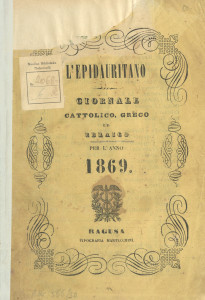 L'EPIDAURITANO
GIORNALE
CATTOLICO, GRECO
ED
EBRAICO
PER L'ANNO
1869.
RAGUSA
TIPOGRAFIA MARTECCHINI